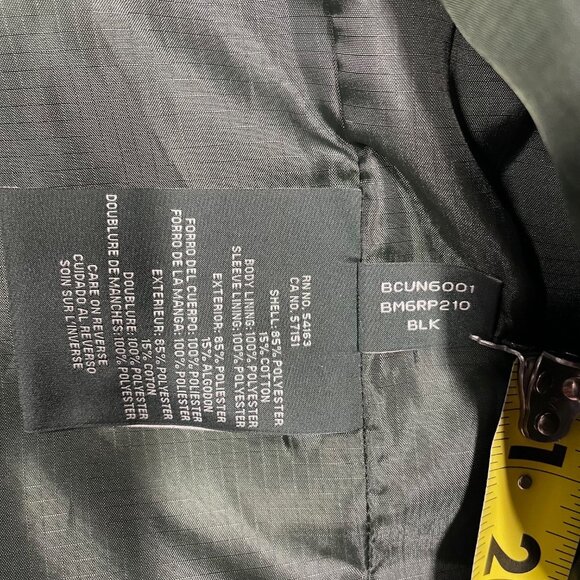 RN NO. 54163
CA NO. 57151
SHELL: 85% POLYESTER
15% COTTON
BODY LINING: 100% POLYESTER
SLEEVE LINING: 100% POLYESTER
EXTERIOR: 85% POLIESTER
15% ALGODON
FORRO DEL CUERPO: 100% POLIESTER
FORRO DE LA MANGA: 100% POLIESTER
EXTERIEUR: 85% POLYESTER
15% COTON
DOUBLURE: 100% POLYESTER
DOUBLURE DE MANCHES: 100% POLYESTER
CARE ON REVERSE
CUIDADO AL REVERSO
SOIN SUR L'ENVERS
BCUN6001
BM6RP210
BLK
1
2